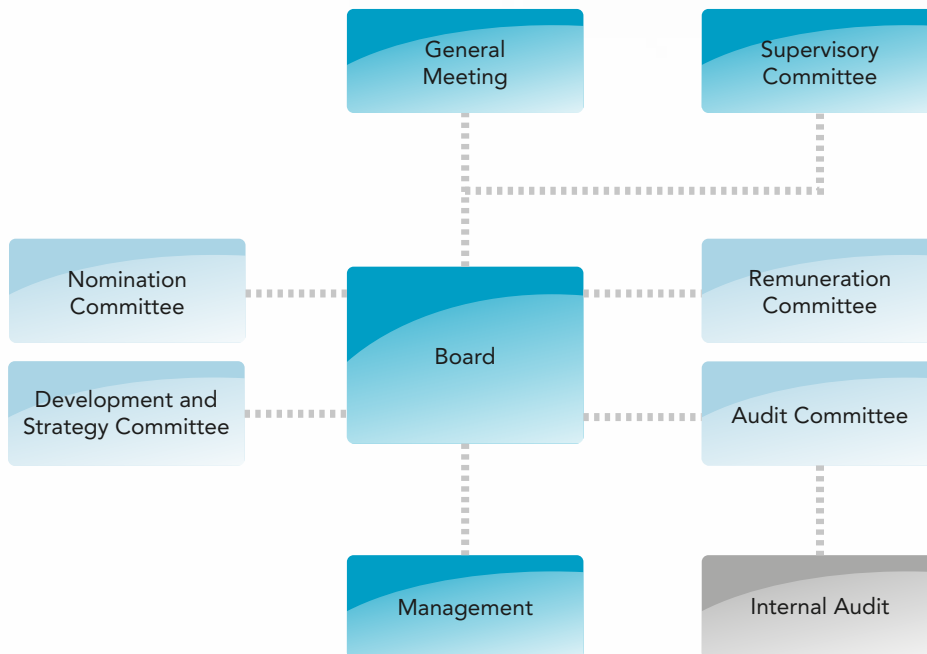 General
Meeting
Supervisory
Committee
Nomination
Committee
Remuneration
Committee
Board
Development and
Strategy Committee
Audit Committee
Management
Internal Audit